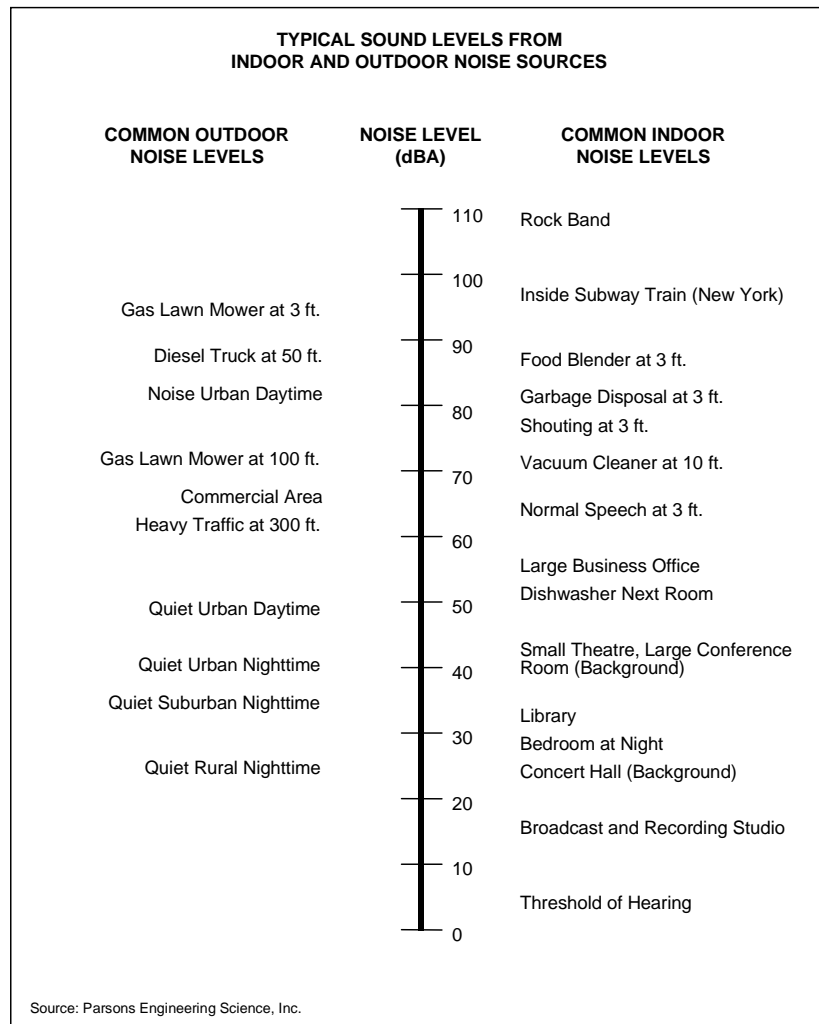 TYPICAL SOUND LEVELS FROM
INDOOR AND OUTDOOR NOISE SOURCES
COMMON OUTDOOR
NOISE LEVELS
NOISE LEVEL
(dBA)
COMMON INDOOR
NOISE LEVELS
110
Rock Band
100
Inside Subway Train (New York)
Gas Lawn Mower at 3 ft.
90
Diesel Truck at 50 ft.
Food Blender at 3 ft.
Noise Urban Daytime
Garbage Disposal at 3 ft.
80
Shouting at 3 ft.
Gas Lawn Mower at 100 ft.
Vacuum Cleaner at 10 ft.
70
Commercial Area
Normal Speech at 3 ft.
Heavy Traffic at 300 ft.
60
Large Business Office
Dishwasher Next Room
50
Quiet Urban Daytime
Small Theatre, Large Conference
Room (Background)
Quiet Urban Nighttime
40
Quiet Suburban Nighttime
Library
30
Bedroom at Night
Quiet Rural Nighttime
Concert Hall (Background)
20
Broadcast and Recording Studio
10
Threshold of Hearing
0
Source: Parsons Engineering Science, Inc.